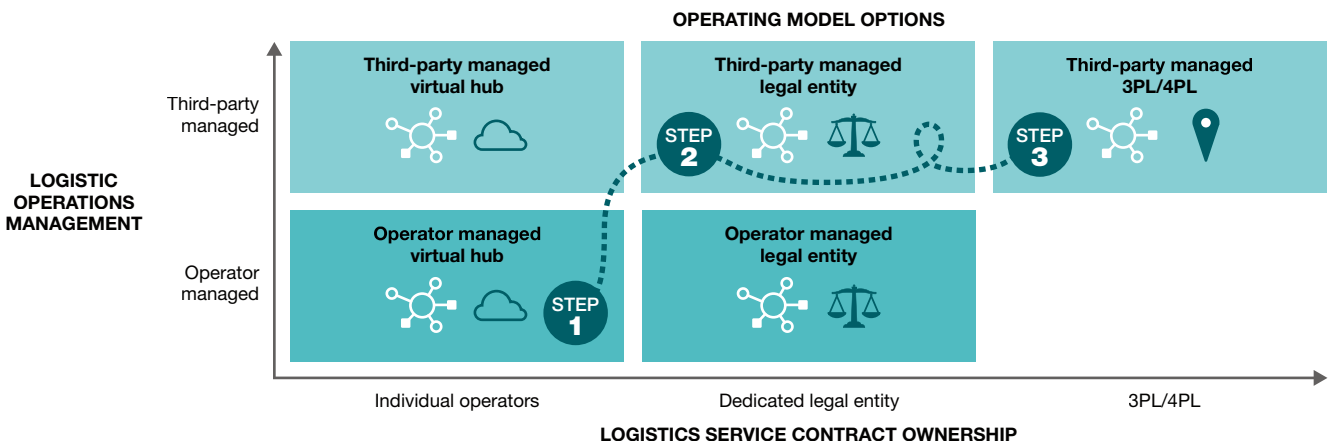 OPERATING MODEL OPTIONS
Third-party managed
virtual hub
Third-party managed
legal entity
Third-party managed
3PL/4PL
Third-party
managed
STEP
2
STEP
3
LOGISTIC
OPERATIONS
MANAGEMENT
Operator managed
virtual hub
Operator managed
legal entity
Operator
managed
STEP
1
Individual operators
Dedicated legal entity
3PL/4PL
LOGISTICS SERVICE CONTRACT OWNERSHIP